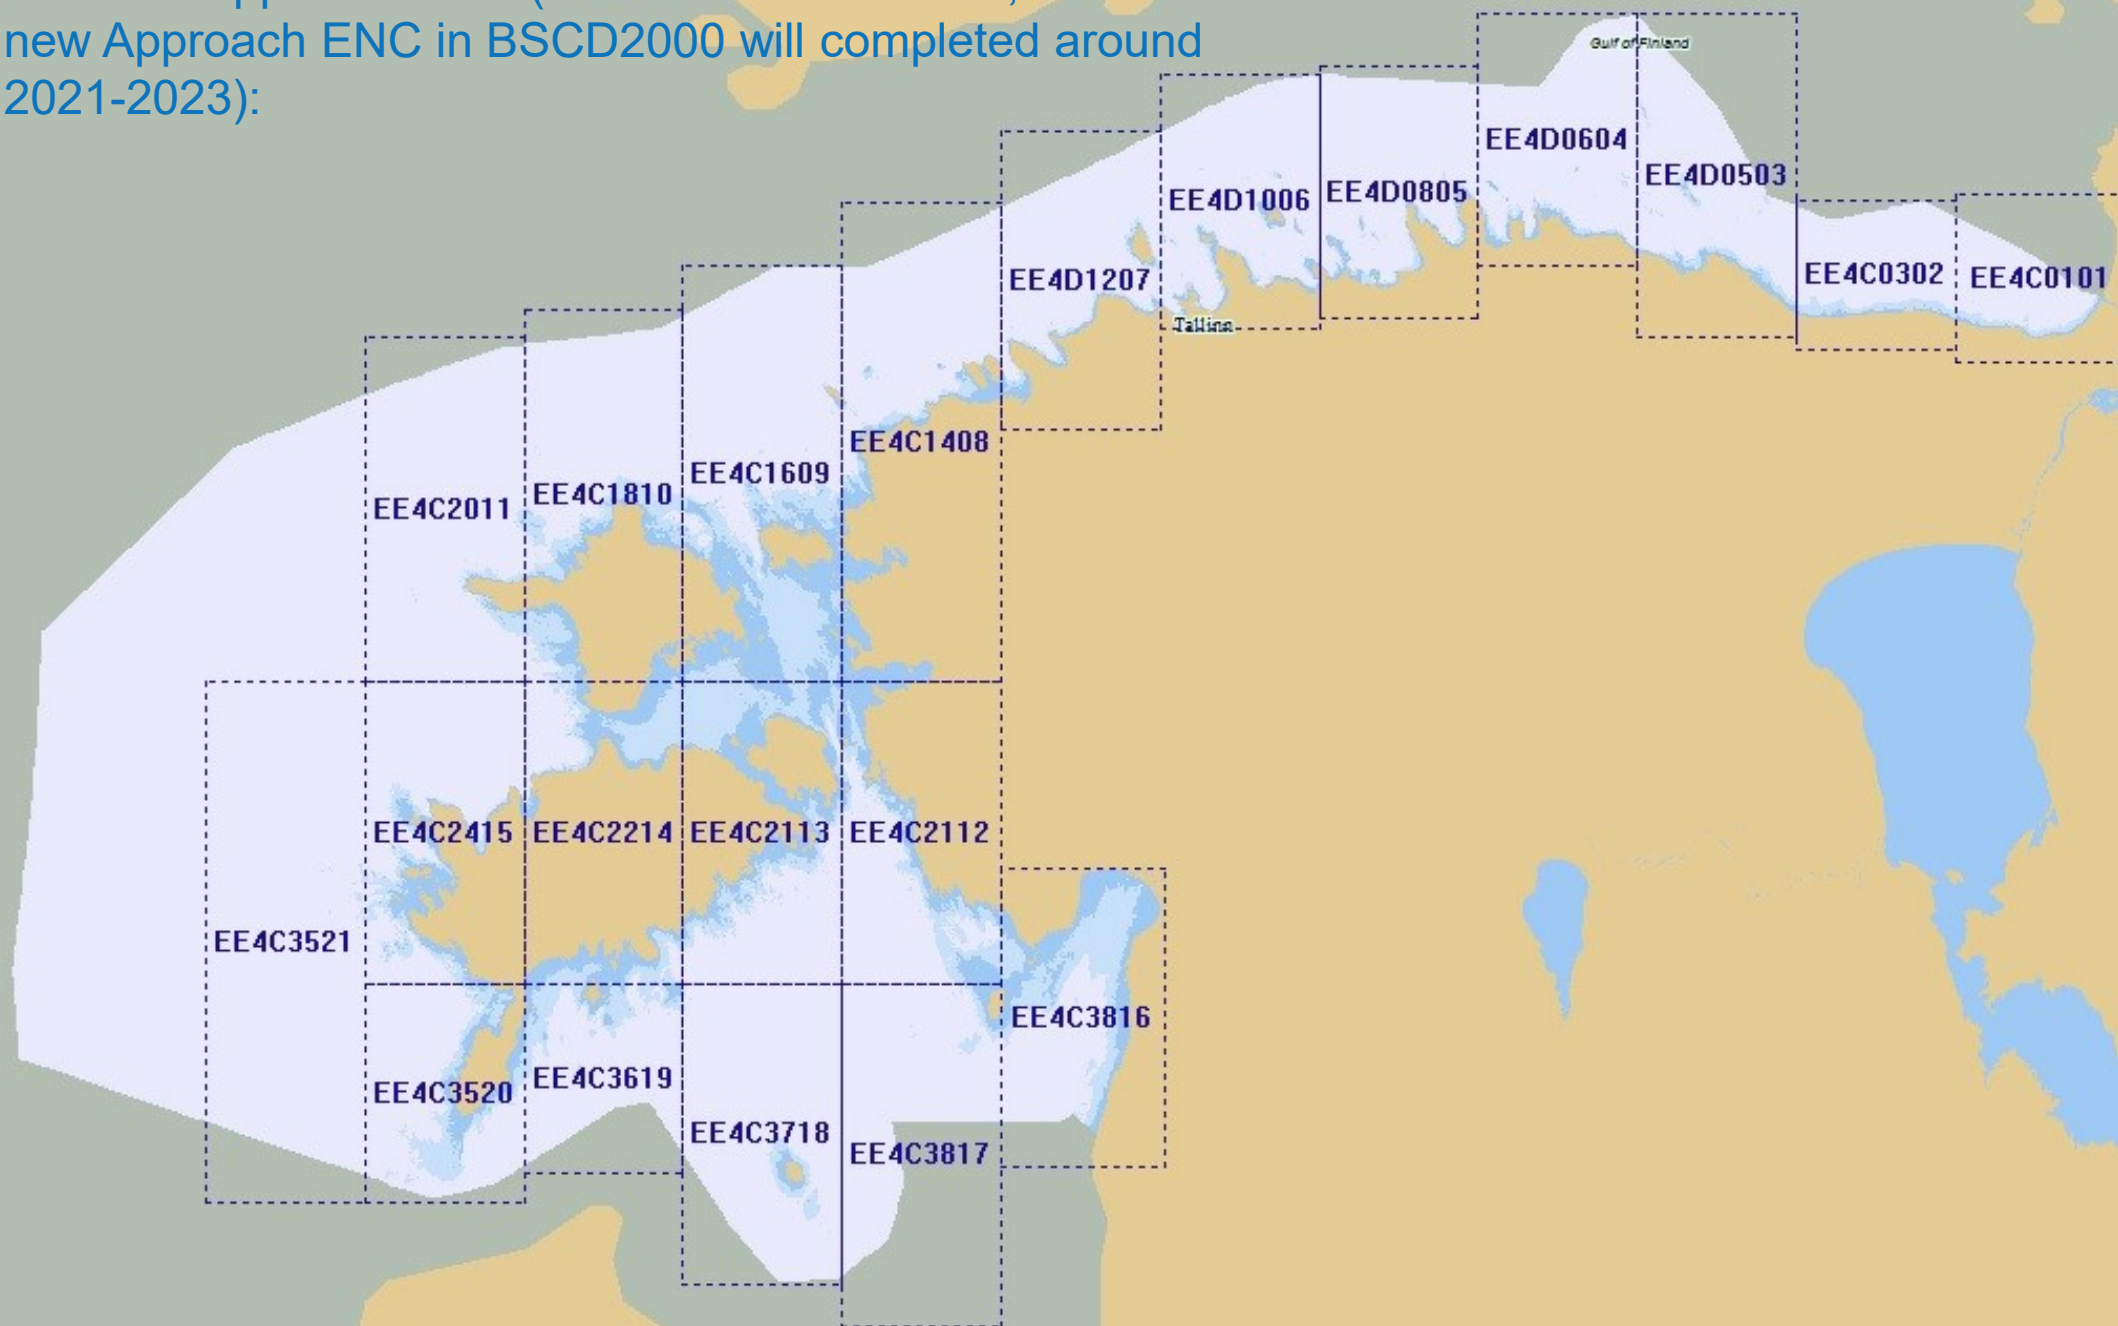 new Approach ENC in BSCD2000 will completed around
2021-2023):
Gulf of Finland
EE4D0604
EE4D0503
EE4D1006
EE4D0805
EE4D1207
EE4C0302
EE4C0101
Tallinn
EE4C1408
EE4C1609
EE4C1810
EE4C2011
EE4C2415
EE4C2214
EE4C2113
EE4C2112
EE4C3521
EE4C3816
EE4C3520
EE4C3619
EE4C3718
EE4C3817